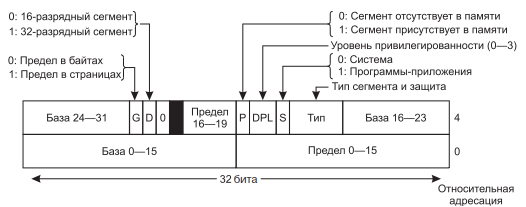 0: 16-разрядный сегмент
1: 32-разрядный сегмент
0: Сегмент отсутствует в памяти
1: Сегмент присутствует в памяти
Уровень привилегированности (0—3)
0: Предел в байтах
1: Предел в страницах
0: Система
1: Программы-приложения
Тип сегмента и защита
База 24—31
G
D
0
Предел
16—19
P
DPL
S
Тип
База 16—23
4
База 0—15
Предел 0—15
0
32 бита
Относительная
адресация